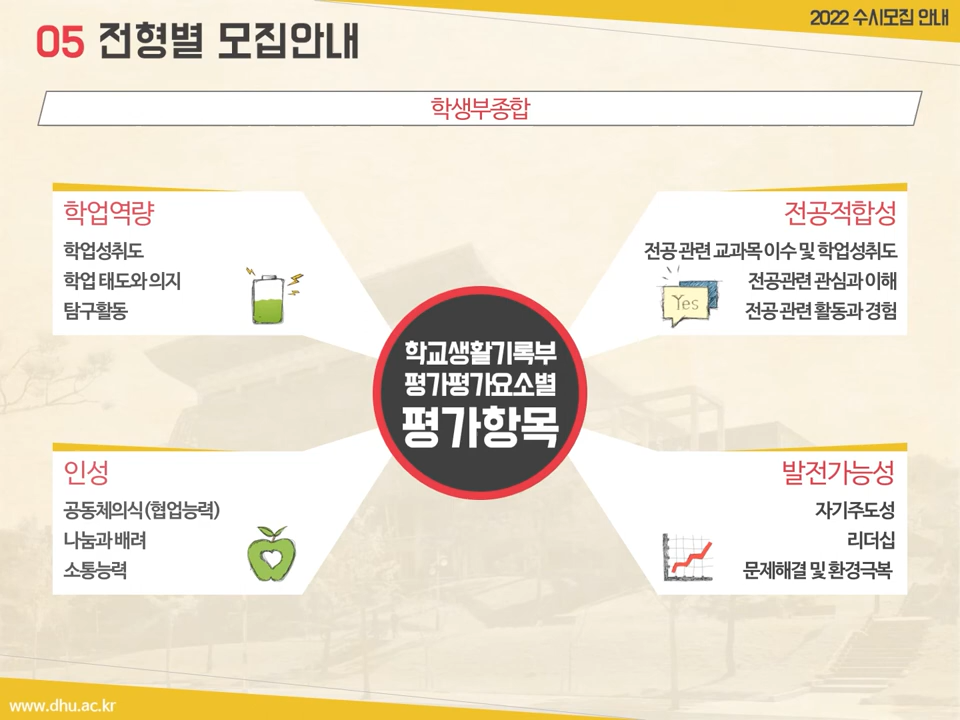 2022 수시모집 안내
05 전형별 모집안내
학생부종합
학업역량
학업성취도
학업 태도와 의지
탐구활동
전공적합성
전공 관련 교과목 이수 및 학업성취도
전공관련 관심과 이해
전공 관련 활동과 경험
Yes
학교생활기록부
평가평가요소별
평가항목
인성
공동체의식(협업능력)
나눔과 배려
소통능력
발전가능성
자기주도성
리더십
문제해결 및 환경극복
www.dhu.ac.kr